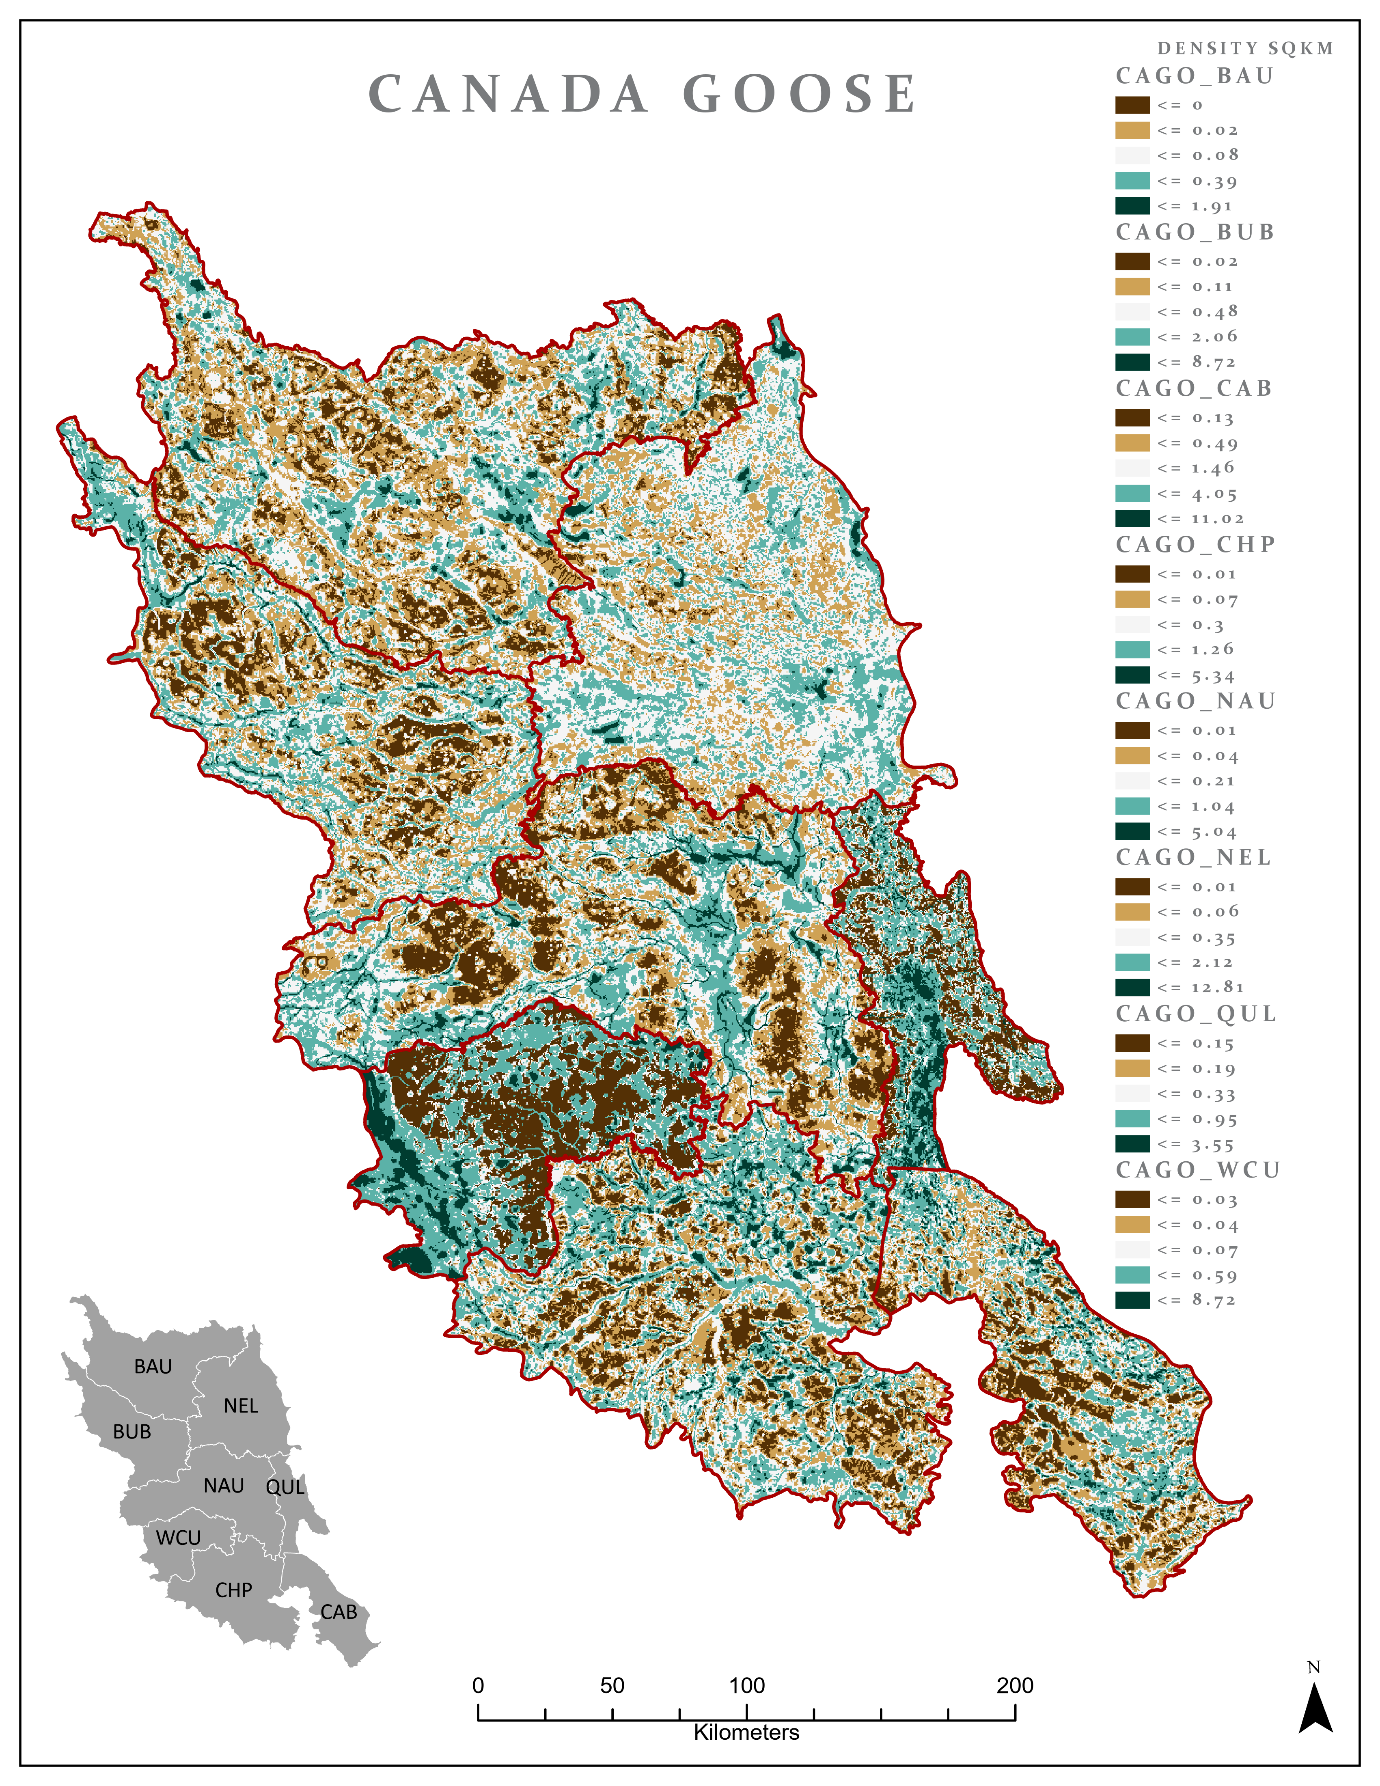 DENSITY SQKM
CANADA GOOSE
CAGO_BAU
<= 0
<= 0.02
<= 0.08
<= 0.39
<= 1.91
CAGO_BUB
<= 0.02
<= 0.11
<= 0.48
<= 2.06
<= 8.72
CAGO_CAB
<= 0.13
<= 0.49
<= 1.46
<= 4.05
<= 11.02
CAGO_CHP
<= 0.01
<= 0.07
<= 0.3
<= 1.26
<= 5.34
CAGO_NAU
<= 0.01
<= 0.04
<= 0.21
<= 1.04
<= 5.04
CAGO_NEL
<= 0.01
<= 0.06
<= 0.35
<= 2.12
<= 12.81
CAGO_QUL
<= 0.15
<= 0.19
<= 0.33
<= 0.95
<= 3.55
CAGO_WCU
<= 0.03
<= 0.04
<= 0.07
<= 0.59
<= 8.72
BAU
NEL
BUB
NAU
QUL
WCU
CHP
CAB
0 50 100 200
Kilometers
N